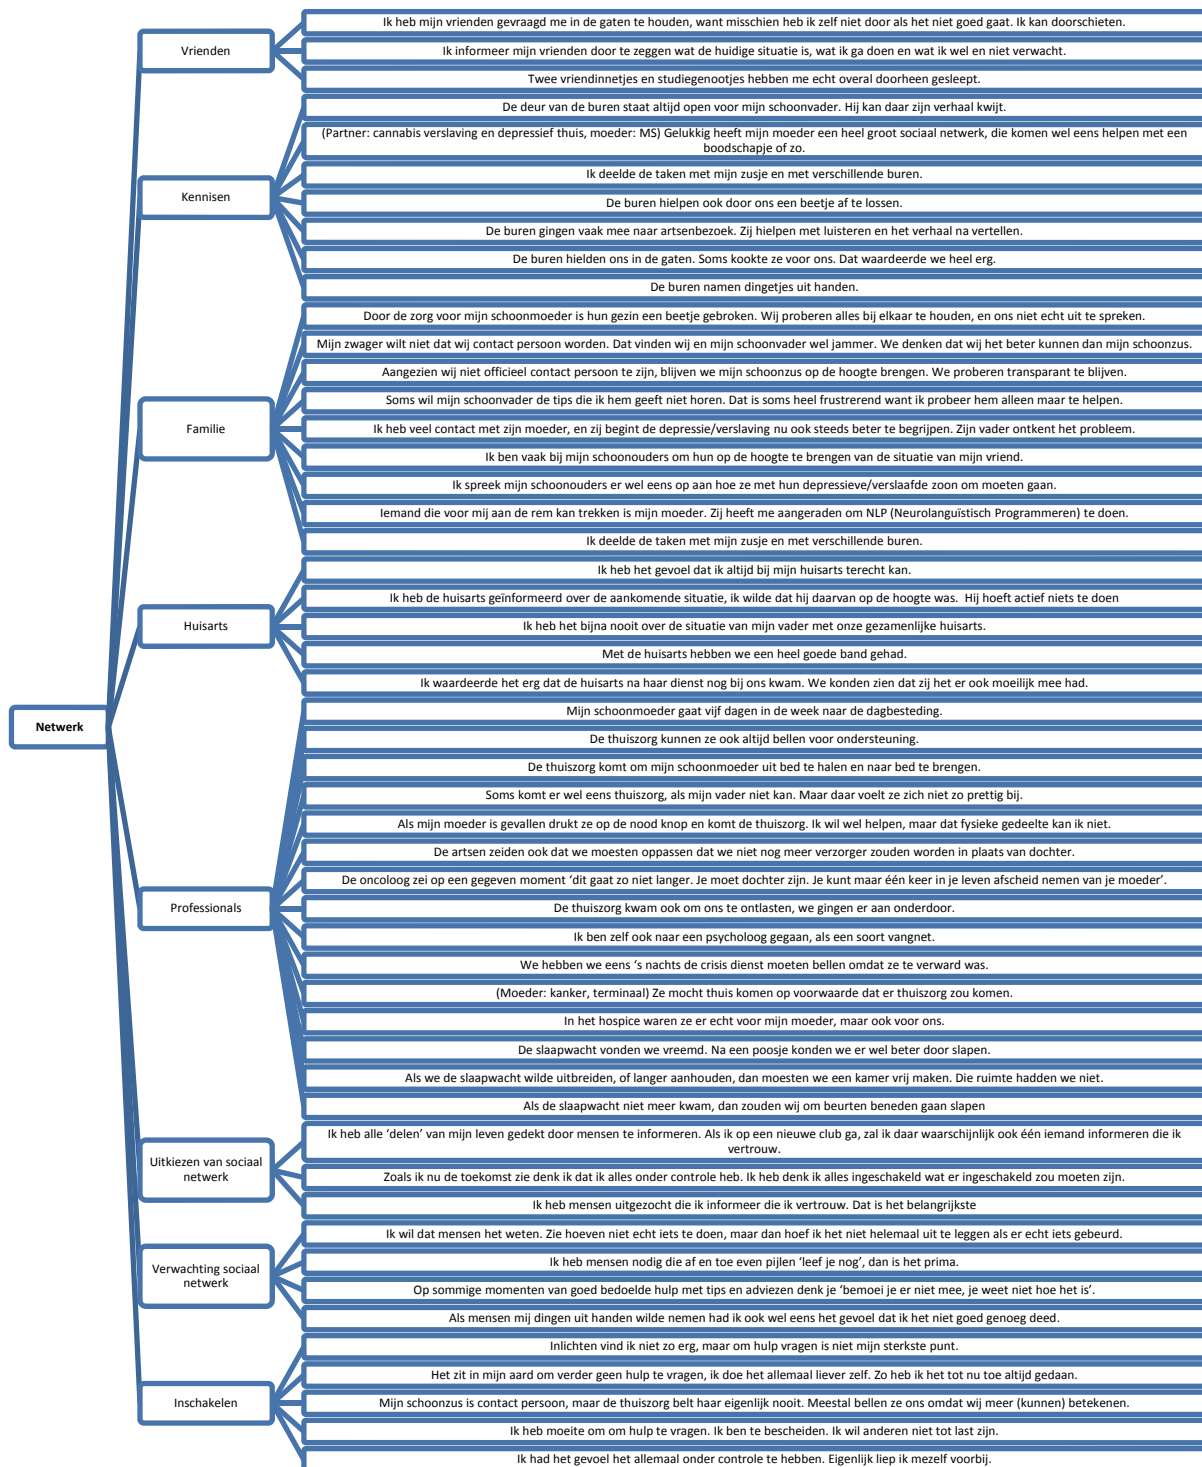 Vrienden
Ik heb mijn vrienden gevraagd me in de gaten te houden, want misschien heb ik zelf niet door als het niet goed gaat. Ik kan doorschieten.
Ik informeer mijn vrienden door te zeggen wat de huidige situatie is, wat ik ga doen en wat ik wel en niet verwacht.
Twee vriendinnetjes en studiegenootjes hebben me echt overal doorheen gesleept.
Kennisen
De deur van de buren staat altijd open voor mijn schoonvader. Hij kan daar zijn verhaal kwijt.
(Partner: cannabis verslaving en depressief thuis, moeder: MS) Gelukkig heeft mijn moeder een heel groot sociaal netwerk, die komen wel eens helpen met een
boodschapje of zo.
Ik deelde de taken met mijn zusje en met verschillende buren.
De buren hielpen ook door ons een beetje af te lossen.
De buren gingen vaak mee naar artsenbezoek. Zij hielpen met luisteren en het verhaal na vertellen.
De buren hielden ons in de gaten. Soms kookte ze voor ons. Dat waardeerde we heel erg.
De buren namen dingetjes uit handen.
Familie
Door de zorg voor mijn schoonmoeder is hun gezin een beetje gebroken. Wij proberen alles bij elkaar te houden, en ons niet echt uit te spreken.
Mijn zwager wilt niet dat wij contact persoon worden. Dat vinden wij en mijn schoonvader wel jammer. We denken dat wij het beter kunnen dan mijn schoonzus.
Aangezien wij niet officieel contact persoon te zijn, blijven we mijn schoonzus op de hoogte brengen. We proberen transparant te blijven.
Soms wil mijn schoonvader de tips die ik hem geeft niet horen. Dat is soms heel frustrerend want ik probeer hem alleen maar te helpen.
Ik heb veel contact met zijn moeder, en zij begint de depressie/verslaving nu ook steeds beter te begrijpen. Zijn vader ontkent het probleem.
Ik ben vaak bij mijn schoonouders om hun op de hoogte te brengen van de situatie van mijn vriend.
Ik spreek mijn schoonouders er wel eens op aan hoe ze met hun depressieve/verslaafde zoon om moeten gaan.
Iemand die voor mij aan de rem kan trekken is mijn moeder. Zij heeft me aangeraden om NLP (Neurolanguïstisch Programmeren) te doen.
Ik deelde de taken met mijn zusje en met verschillende buren.
Huisarts
Ik heb het gevoel dat ik altijd bij mijn huisarts terecht kan.
Ik heb de huisarts geïnformeerd over de aankomende situatie, ik wilde dat hij daarvan op de hoogte was.  Hij hoeft actief niets te doen
Ik heb het bijna nooit over de situatie van mijn vader met onze gezamenlijke huisarts.
Met de huisarts hebben we een heel goede band gehad.
Ik waardeerde het erg dat de huisarts na haar dienst nog bij ons kwam. We konden zien dat zij het er ook moeilijk mee had.
Netwerk
Professionals
Mijn schoonmoeder gaat vijf dagen in de week naar de dagbesteding.
De thuiszorg kunnen ze ook altijd bellen voor ondersteuning.
De thuiszorg komt om mijn schoonmoeder uit bed te halen en naar bed te brengen.
Soms komt er wel eens thuiszorg, als mijn vader niet kan. Maar daar voelt ze zich niet zo prettig bij.
Als mijn moeder is gevallen drukt ze op de nood knop en komt de thuiszorg. Ik wil wel helpen, maar dat fysieke gedeelte kan ik niet.
De artsen zeiden ook dat we moesten oppassen dat we niet nog meer verzorger zouden worden in plaats van dochter.
De oncoloog zei op een gegeven moment ‘dit gaat zo niet langer. Je moet dochter zijn. Je kunt maar één keer in je leven afscheid nemen van je moeder’.
De thuiszorg kwam ook om ons te ontlasten, we gingen er aan onderdoor.
Ik ben zelf ook naar een psycholoog gegaan, als een soort vangnet.
We hebben we eens ‘s nachts de crisis dienst moeten bellen omdat ze te verward was.
(Moeder: kanker, terminaal) Ze mocht thuis komen op voorwaarde dat er thuiszorg zou komen.
In het hospice waren ze er echt voor mijn moeder, maar ook voor ons.
De slaapwacht vonden we vreemd. Na een poosje konden we er wel beter door slapen.
Als we de slaapwacht wilde uitbreiden, of langer aanhouden, dan moesten we een kamer vrij maken. Die ruimte hadden we niet.
Als de slaapwacht niet meer kwam, dan zouden wij om beurten beneden gaan slapen
Uitkiezen van sociaal
netwerk
Ik heb alle ‘delen’ van mijn leven gedekt door mensen te informeren. Als ik op een nieuwe club ga, zal ik daar waarschijnlijk ook één iemand informeren die ik
vertrouw.
Zoals ik nu de toekomst zie denk ik dat ik alles onder controle heb. Ik heb denk ik alles ingeschakeld wat er ingeschakeld zou moeten zijn.
Ik heb mensen uitgezocht die ik informeer die ik vertrouw. Dat is het belangrijkste
Verwachting sociaal
netwerk
Ik wil dat mensen het weten. Zie hoeven niet echt iets te doen, maar dan hoef ik het niet helemaal uit te leggen als er echt iets gebeurd.
Ik heb mensen nodig die af en toe even pijlen ‘leef je nog’, dan is het prima.
Op sommige momenten van goed bedoelde hulp met tips en adviezen denk je ‘bemoei je er niet mee, je weet niet hoe het is’.
Als mensen mij dingen uit handen wilde nemen had ik ook wel eens het gevoel dat ik het niet goed genoeg deed.
Inschakelen
Inlichten vind ik niet zo erg, maar om hulp vragen is niet mijn sterkste punt.
Het zit in mijn aard om verder geen hulp te vragen, ik doe het allemaal liever zelf. Zo heb ik het tot nu toe altijd gedaan.
Mijn schoonzus is contact persoon, maar de thuiszorg belt haar eigenlijk nooit. Meestal bellen ze ons omdat wij meer (kunnen) betekenen.
Ik heb moeite om om hulp te vragen. Ik ben te bescheiden. Ik wil anderen niet tot last zijn.
Ik had het gevoel het allemaal onder controle te hebben. Eigenlijk liep ik mezelf voorbij.